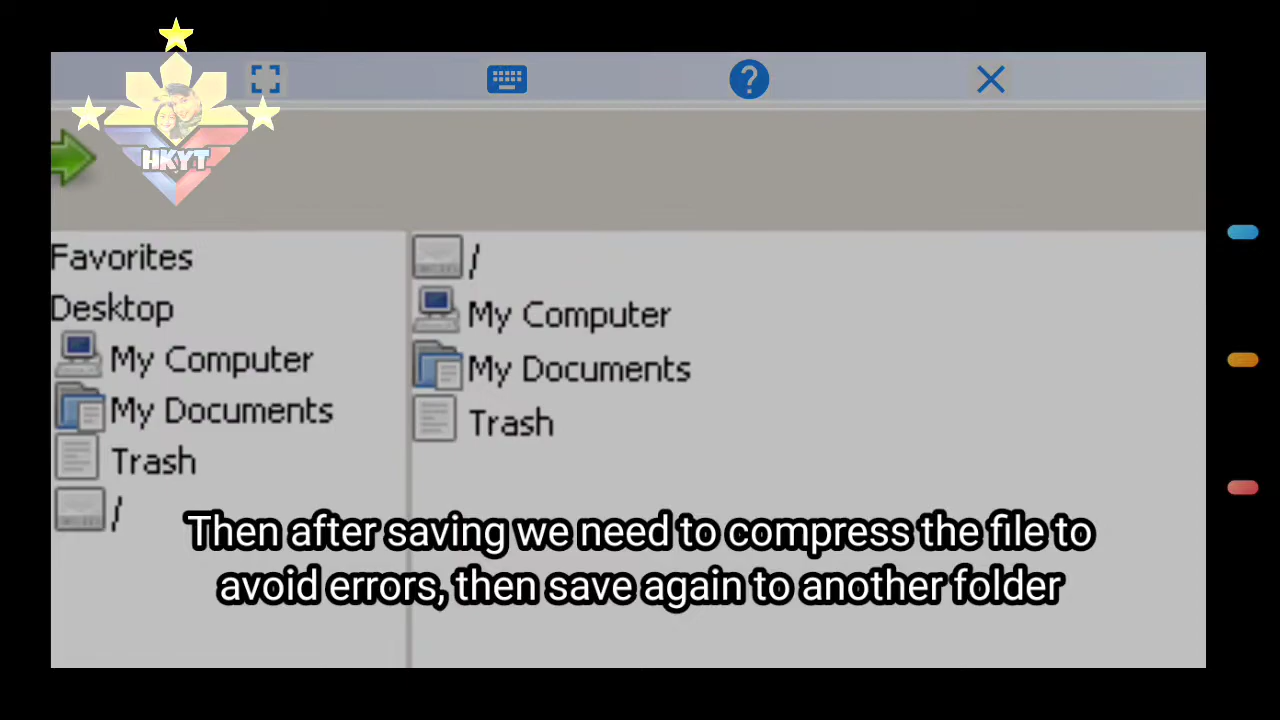 HKYT
Favorites
Desktop
My Computer
My Documents
Trash
/
/
My Computer
My Documents
Trash
Then after saving we need to compress the file to
avoid errors, then save again to another folder